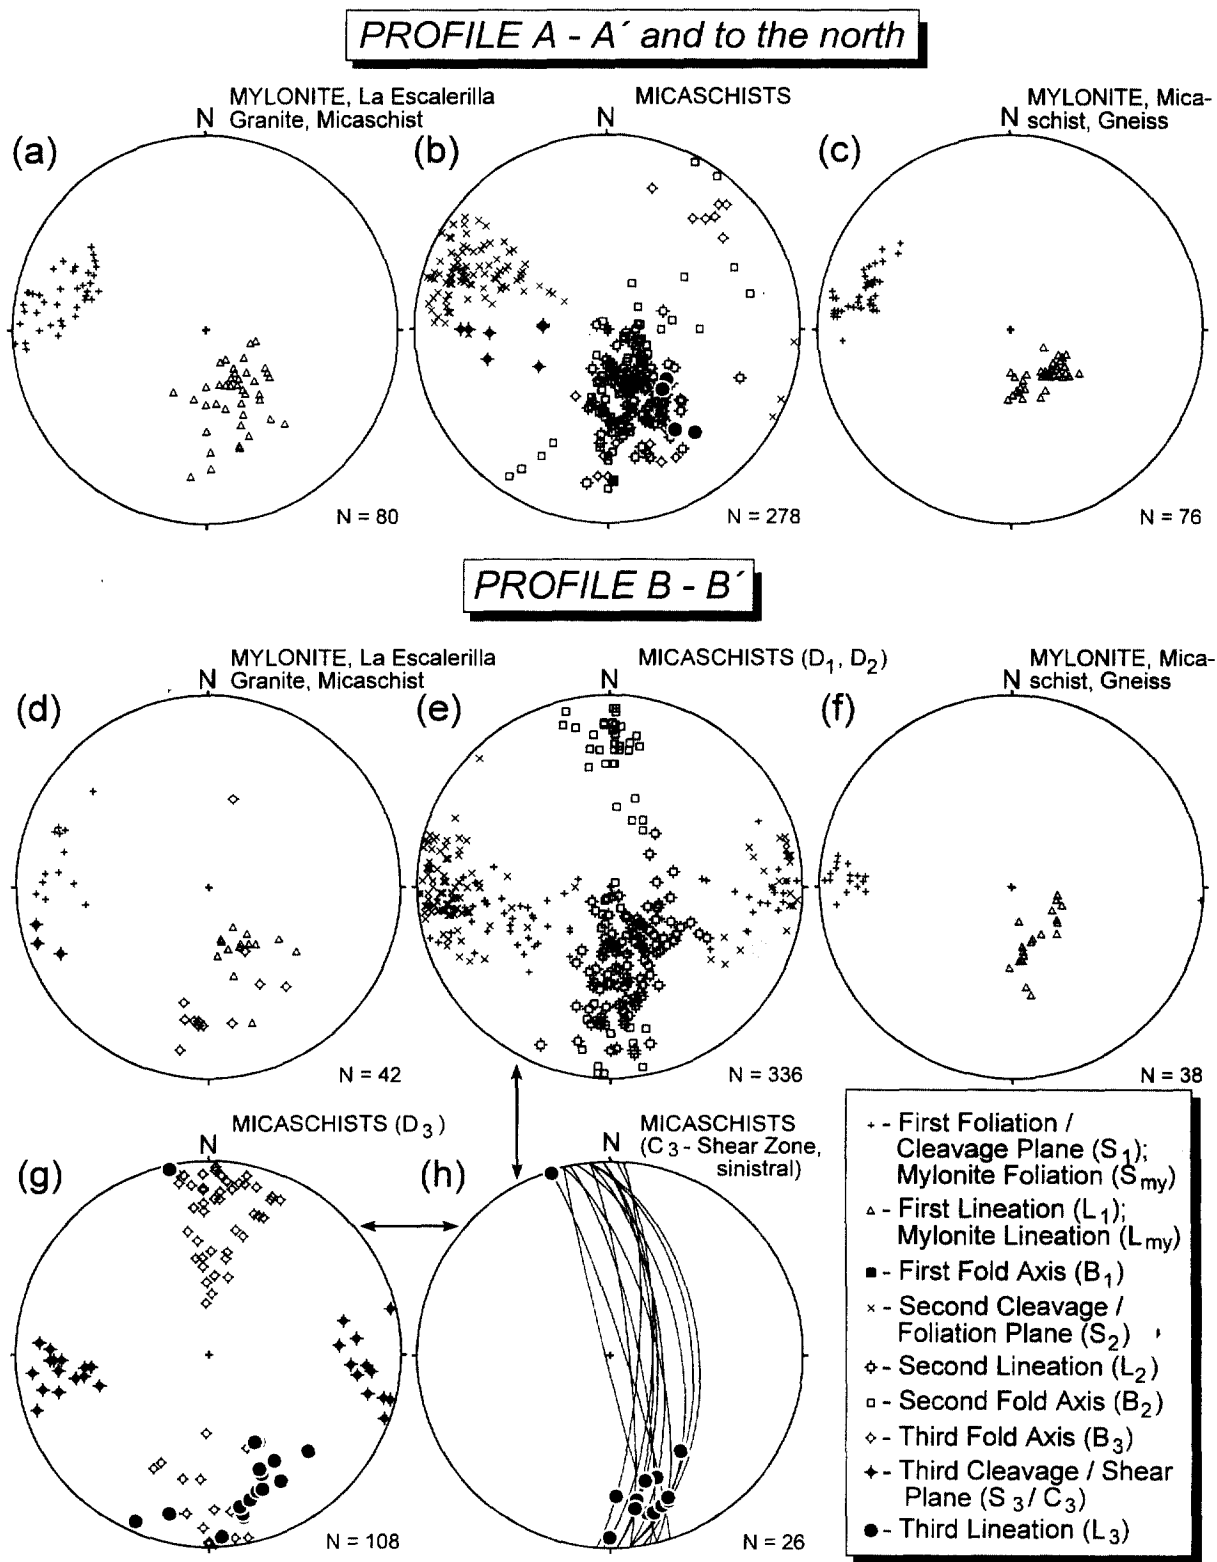 PROFILE A - A´ and to the north
MYLONITE, La Escalerilla
Granite, Micaschist
N
(a)
N = 80
MICASCHISTS
N
(b)
N = 278
MYLONITE, Mica-
schist, Gneiss
N
(c)
N = 76
PROFILE B - B´
MYLONITE, La Escalerilla
Granite, Micaschist
N
(d)
N = 42
MICASCHISTS (D1, D2)
N
(e)
N = 336
MYLONITE, Mica-
schist, Gneiss
N
(f)
N = 38
MICASCHISTS (D3)
N
(g)
N = 108
MICASCHISTS
(C3 - Shear Zone,
sinistral)
N
(h)
N = 26
- First Foliation /
Cleavage Plane (S1);
Mylonite Foliation (Smy)
- First Lineation (L1);
Mylonite Lineation (Lmy)
- First Fold Axis (B1)
- Second Cleavage /
Foliation Plane (S2)
- Second Lineation (L2)
- Second Fold Axis (B2)
- Third Fold Axis (B3)
- Third Cleavage / Shear
Plane (S3 / C3)
- Third Lineation (L3)